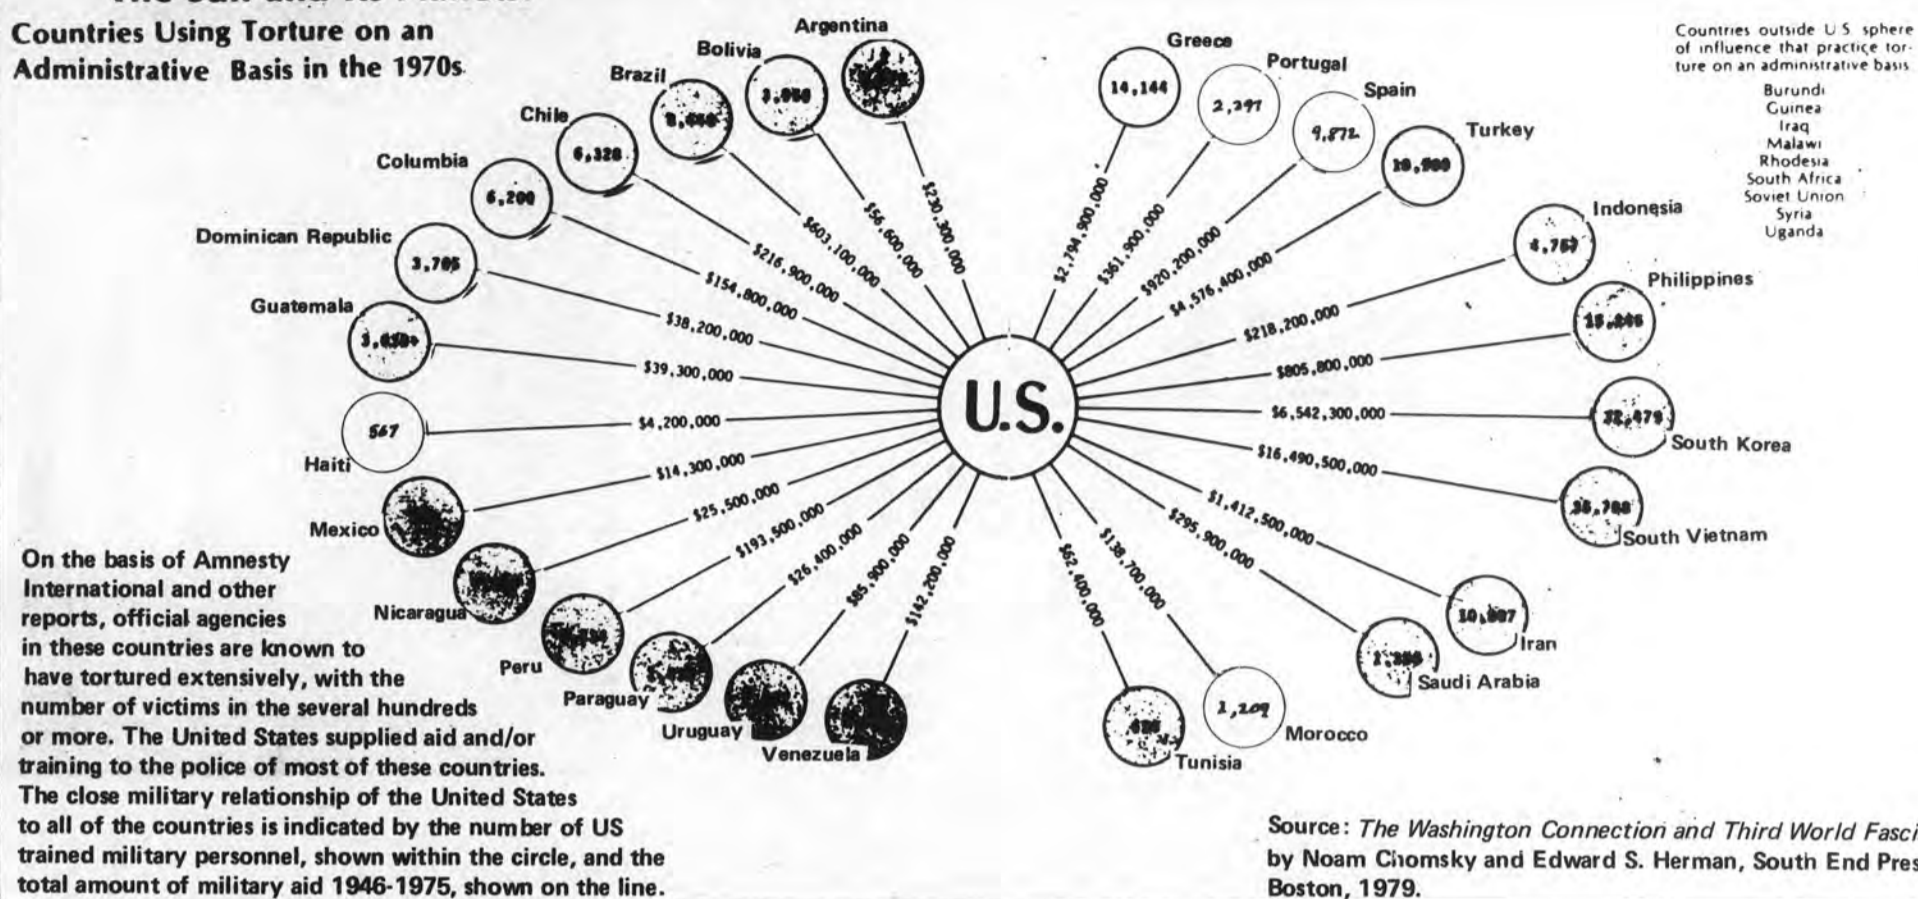 Countries Using Torture on an
Administrative Basis in the 1970s
Argentina
$230,300,000
Bolivia
$56,600,000
Brazil
$603,100,000
Chile
6,328
$216,900,000
Columbia
6,200
$154,800,000
Dominican Republic
3,705
$38,200,000
Guatemala
$39,300,000
Haiti
567
$4,200,000
Mexico
$14,300,000
Nicaragua
$25,500,000
Peru
$193,500,000
Paraguay
$26,400,000
Uruguay
$85,900,000
Venezuela
$142,200,000
U.S.
Greece
14,144
$2,794,900,000
Portugal
2,297
$361,900,000
Spain
9,872
$920,200,000
Turkey
$4,576,400,000
Indonesia
$218,200,000
Philippines
$805,800,000
South Korea
32,479
$6,542,300,000
South Vietnam
$16,490,500,000
Iran
$1,412,500,000
Saudi Arabia
$295,900,000
Morocco
1,209
$138,700,000
Tunisia
$62,400,000
Countries outside U.S. sphere
of influence that practice tor-
ture on an administrative basis
Burundi
Guinea
Iraq
Malawi
Rhodesia
South Africa
Soviet Union
Syria
Uganda
On the basis of Amnesty
International and other
reports, official agencies
in these countries are known to
have tortured extensively, with the
number of victims in the several hundreds
or more. The United States supplied aid and/or
training to the police of most of these countries.
The close military relationship of the United States
to all of the countries is indicated by the number of US
trained military personnel, shown within the circle, and the
total amount of military aid 1946-1975, shown on the line.
Source: The Washington Connection and Third World Fasci
by Noam Chomsky and Edward S. Herman, South End Pres
Boston, 1979.